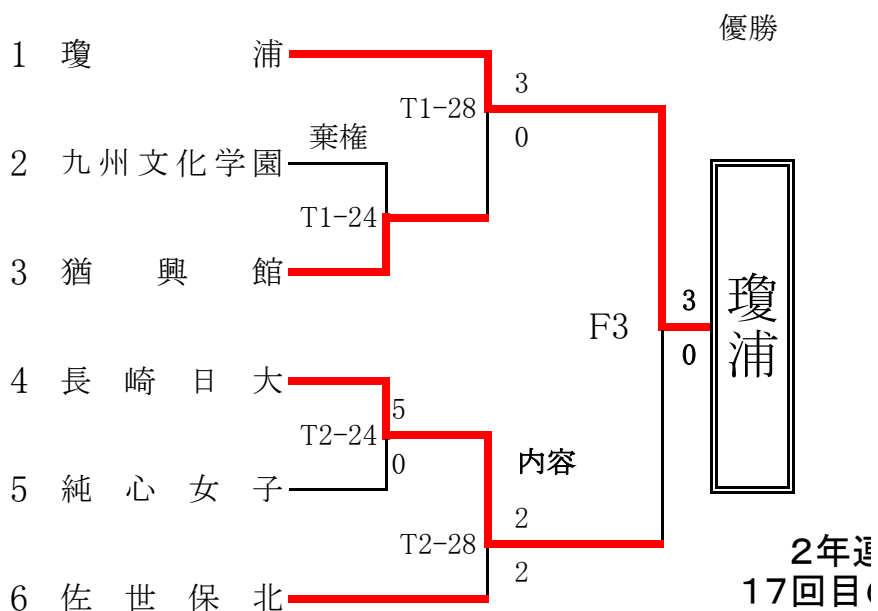 優勝
1 瓊浦
3
T1-28
0
2 九州文化学園
棄権
T1-24
3 猶興館
3
F3
0
瓊浦
4 長崎日大
5
T2-24
0
内容
5 純心女子
2
T2-28
2
2年連
17回目
6 佐世保北